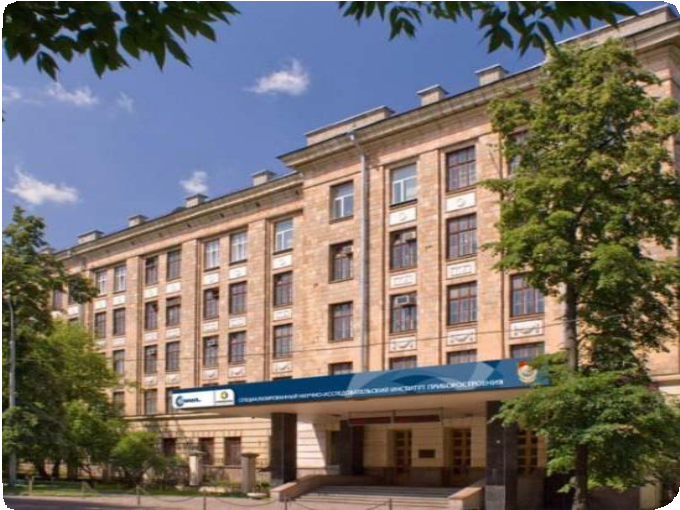 СПЕЦИАЛИЗИРОВАННЫЙ НАУЧНО-ИССЛЕДОВАТЕЛЬСКИЙ ИНСТИТУТ ПРИБОРОСТРОЕНИЯ